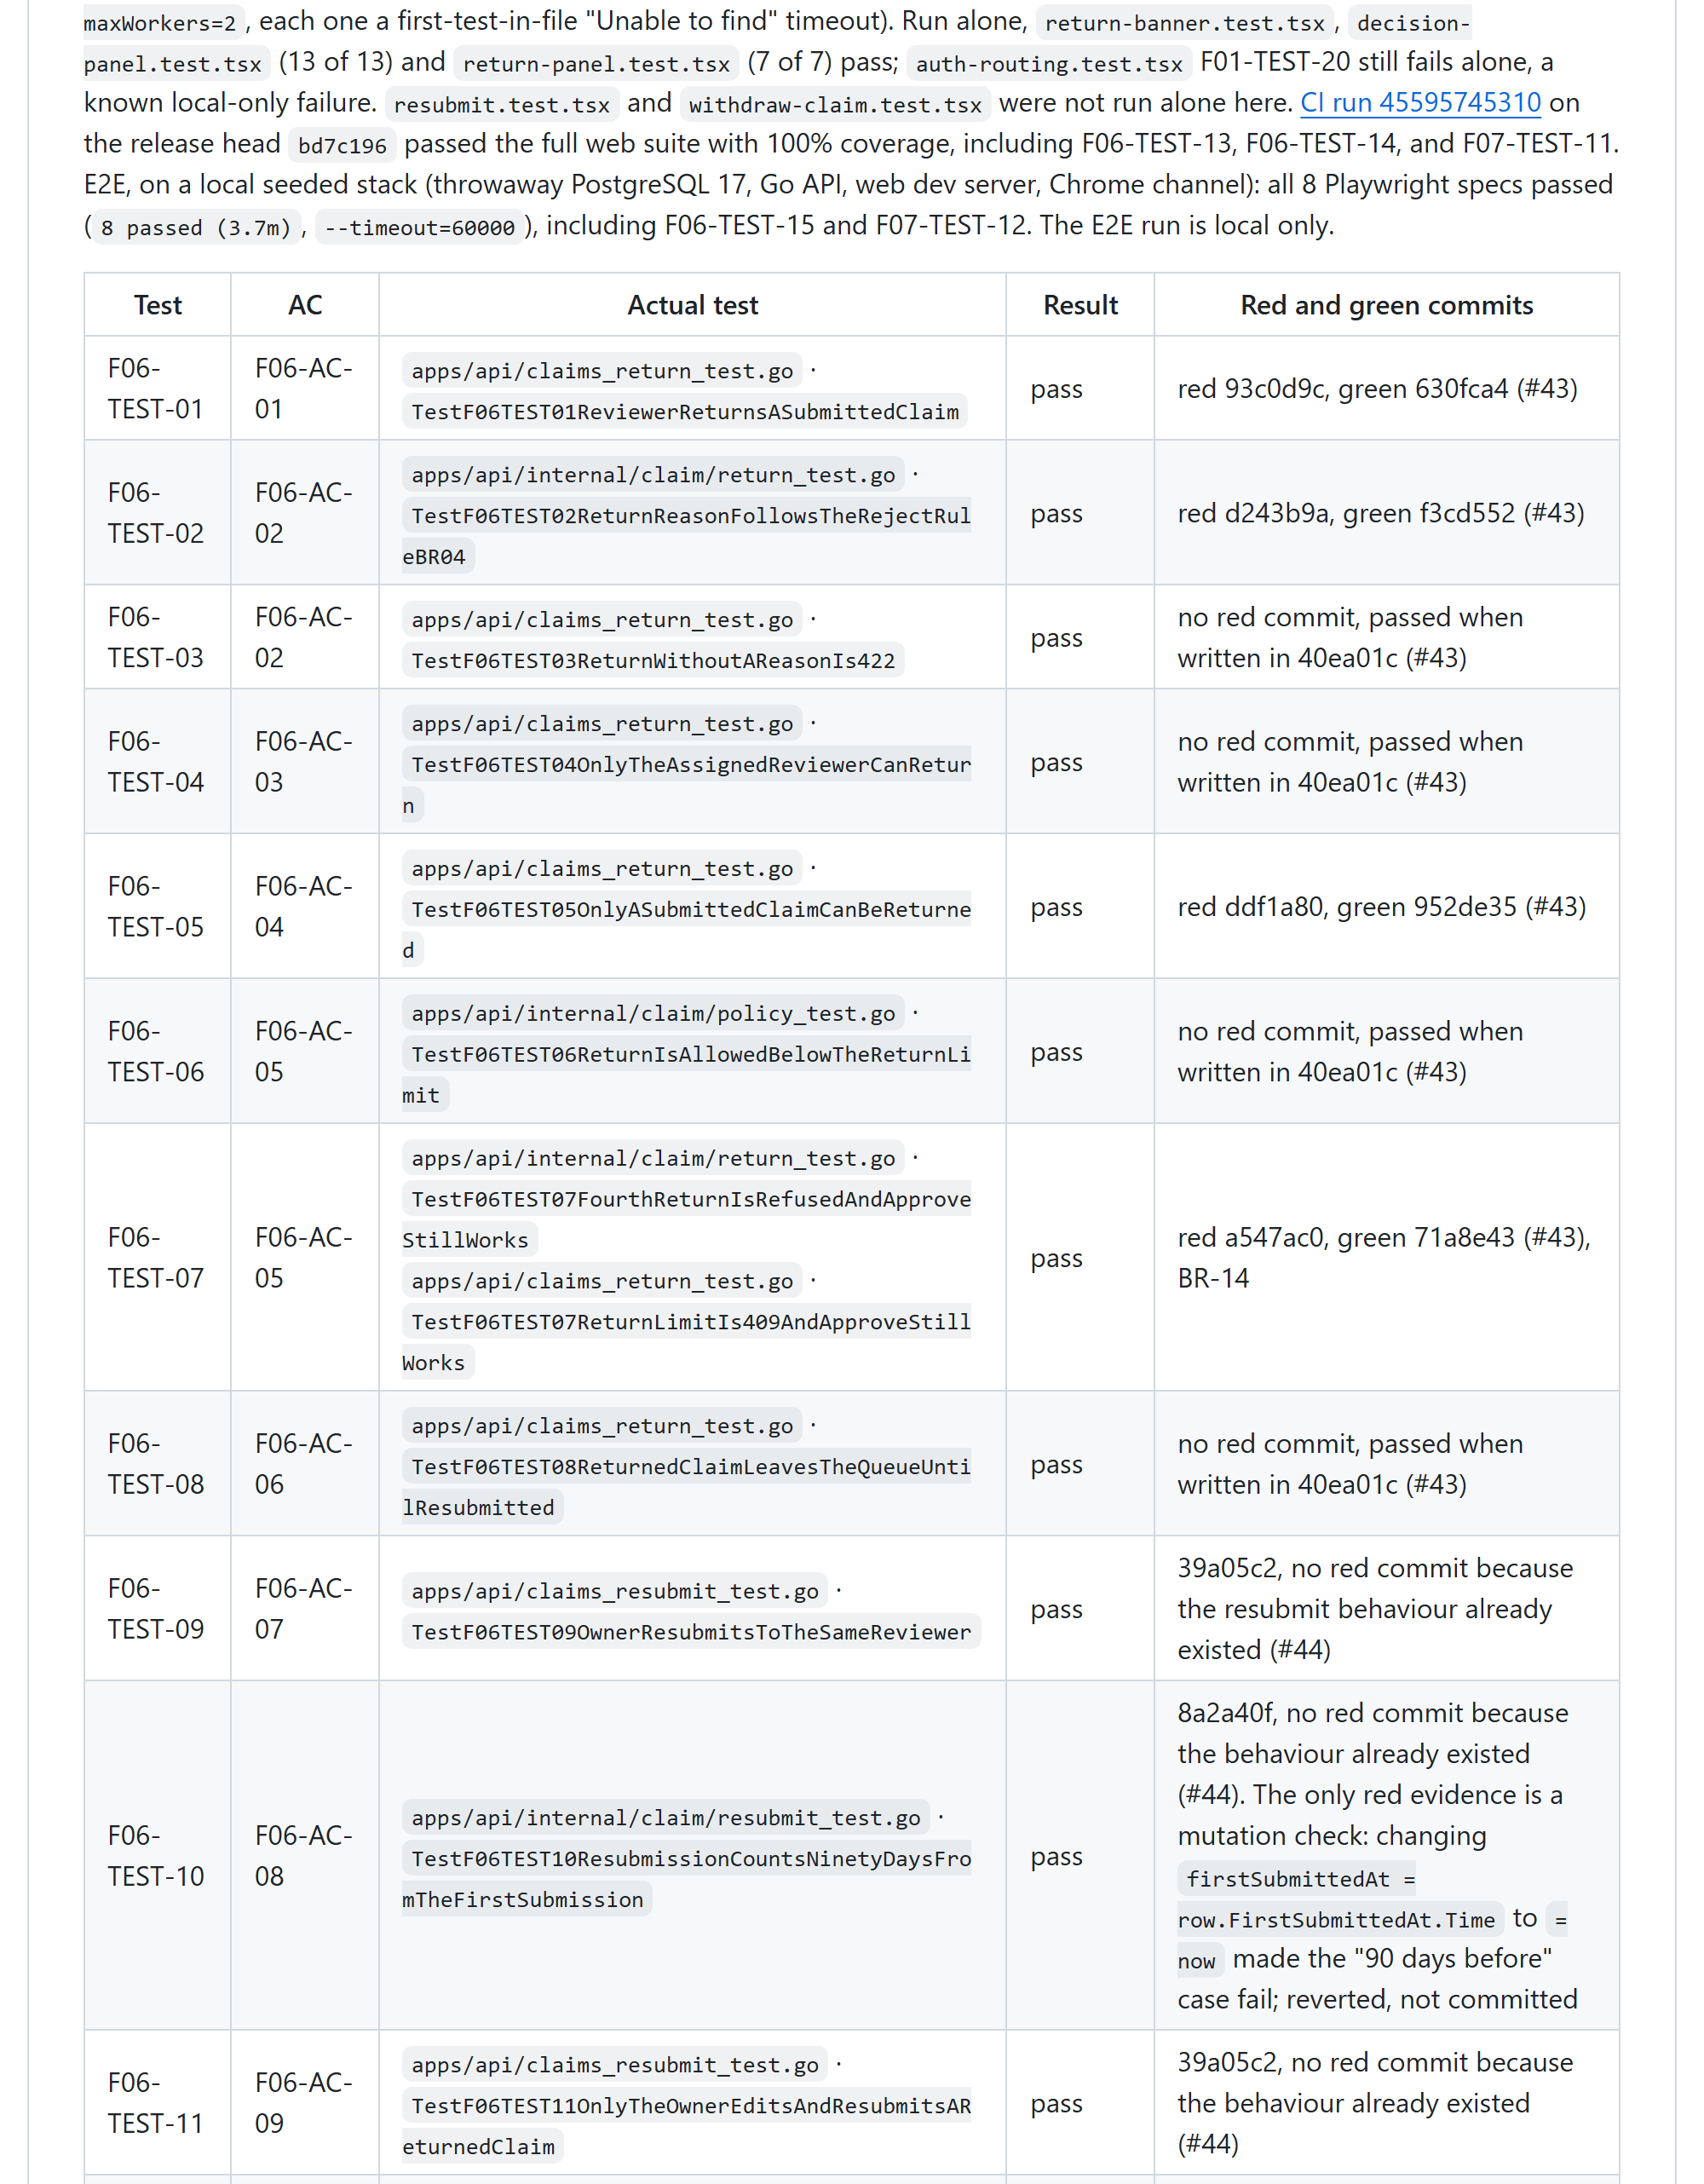 maxWorkers=2, each one a first-test-in-file "Unable to find" timeout). Run alone, return-banner.test.tsx, decision-
panel.test.tsx (13 of 13) and return-panel.test.tsx (7 of 7) pass; auth-routing.test.tsx F01-TEST-20 still fails alone, a
known local-only failure. resubmit.test.tsx and withdraw-claim.test.tsx were not run alone here. CI run 45595745310 on
the release head bd7c196 passed the full web suite with 100% coverage, including F06-TEST-13, F06-TEST-14, and F07-TEST-11.
E2E, on a local seeded stack (throwaway PostgreSQL 17, Go API, web dev server, Chrome channel): all 8 Playwright specs passed
(8 passed (3.7m), --timeout=60000), including F06-TEST-15 and F07-TEST-12. The E2E run is local only.
Test AC Actual test Result Red and green commits
F06-
TEST-01
F06-AC-
01
apps/api/claims_return_test.go ·
TestF06TEST01ReviewerReturnsASubmittedClaim
pass
red 93c0d9c, green 630fca4 (#43)
F06-
TEST-02
F06-AC-
02
apps/api/internal/claim/return_test.go ·
TestF06TEST02ReturnReasonFollowsTheRejectRul
eBR04
pass
red d243b9a, green f3cd552 (#43)
F06-
TEST-03
F06-AC-
02
apps/api/claims_return_test.go ·
TestF06TEST03ReturnWithoutAReasonIs422
pass
no red commit, passed when
written in 40ea01c (#43)
F06-
TEST-04
F06-AC-
03
apps/api/claims_return_test.go ·
TestF06TEST04OnlyTheAssignedReviewerCanRetur
n
pass
no red commit, passed when
written in 40ea01c (#43)
F06-
TEST-05
F06-AC-
04
apps/api/claims_return_test.go ·
TestF06TEST05OnlyASubmittedClaimCanBeReturne
d
pass
red ddf1a80, green 952de35 (#43)
F06-
TEST-06
F06-AC-
05
apps/api/internal/claim/policy_test.go ·
TestF06TEST06ReturnIsAllowedBelowTheReturnLi
mit
pass
no red commit, passed when
written in 40ea01c (#43)
F06-
TEST-07
F06-AC-
05
apps/api/internal/claim/return_test.go ·
TestF06TEST07FourthReturnIsRefusedAndApprove
StillWorks
apps/api/claims_return_test.go ·
TestF06TEST07ReturnLimitIs409AndApproveStill
Works
pass
red a547ac0, green 71a8e43 (#43),
BR-14
F06-
TEST-08
F06-AC-
06
apps/api/claims_return_test.go ·
TestF06TEST08ReturnedClaimLeavesTheQueueUnti
lResubmitted
pass
no red commit, passed when
written in 40ea01c (#43)
F06-
TEST-09
F06-AC-
07
apps/api/claims_resubmit_test.go ·
TestF06TEST09OwnerResubmitsToTheSameReviewer
pass
39a05c2, no red commit because
the resubmit behaviour already
existed (#44)
F06-
TEST-10
F06-AC-
08
apps/api/internal/claim/resubmit_test.go ·
TestF06TEST10ResubmissionCountsNinetyDaysFro
mTheFirstSubmission
pass
8a2a40f, no red commit because
the behaviour already existed
(#44). The only red evidence is a
mutation check: changing
firstSubmittedAt =
row.FirstSubmittedAt.Time to =
now made the "90 days before"
case fail; reverted, not committed
F06-
TEST-11
F06-AC-
09
apps/api/claims_resubmit_test.go ·
TestF06TEST11OnlyTheOwnerEditsAndResubmitsAR
eturnedClaim
pass
39a05c2, no red commit because
the behaviour already existed
(#44)